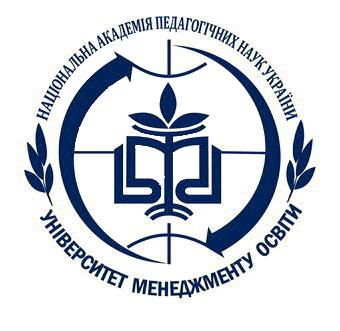 НАЦІОНАЛЬНА АКАДЕМІЯ ПЕДАГОГІЧНИХ НАУК УКРАЇНИ
УНІВЕРСИТЕТ МЕНЕДЖМЕНТУ ОСВІТИ